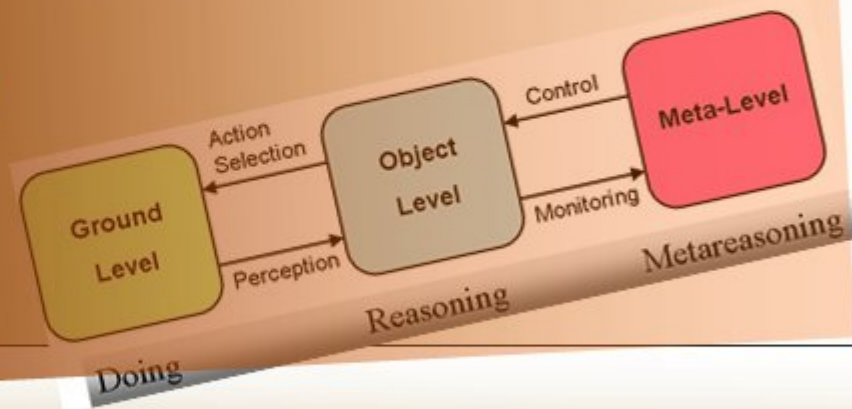 Ground
Level
Action
Selection
Perception
Object
Level
Control
Monitoring
Meta-Level
Doing
Reasoning
Metareasoning